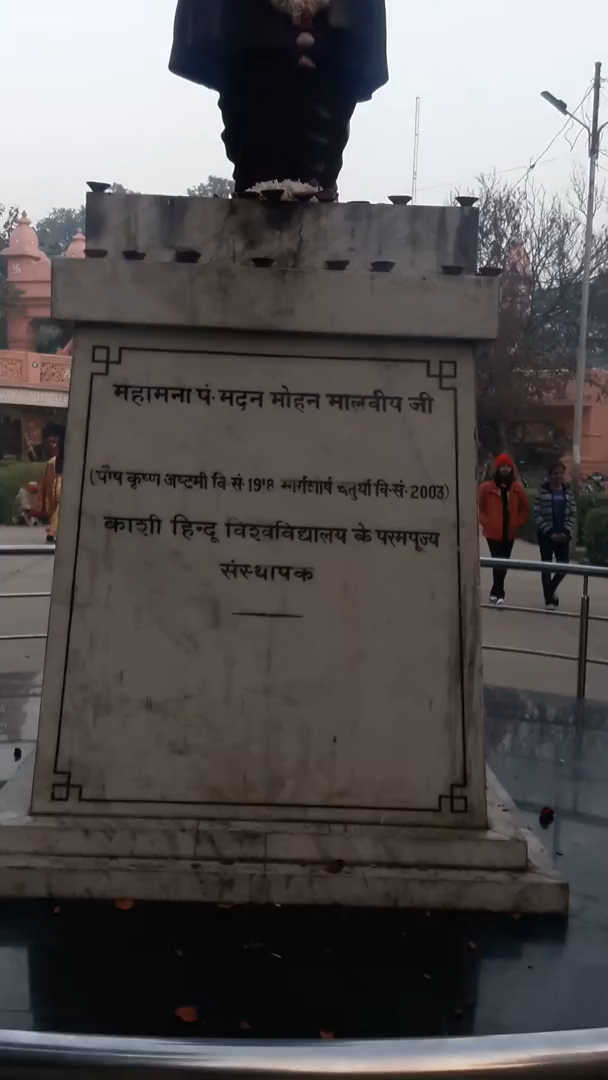 महामना पं. मदन मोहन मालवीय जी
(पौष कृष्ण अष्टमी वि सं 1918 मार्गशीर्ष चतुर्थी वि.सं. 2003)
काशी हिन्दू विश्वविद्यालय के परमपूज्य
संस्थापक